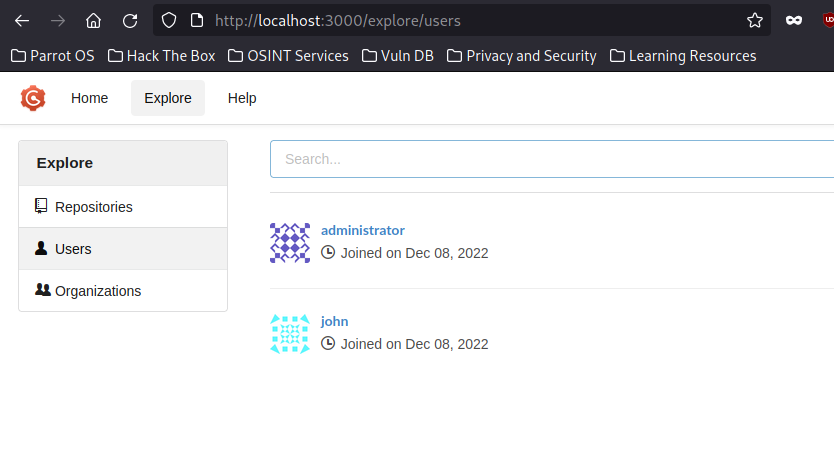 http://localhost:3000/explore/users
Parrot OS Hack The Box OSINT Services Vuln DB Privacy and Security Learning Resources
Home Explore Help
Explore
Search...
Repositories
Users
Organizations
administrator
Joined on Dec 08, 2022
john
Joined on Dec 08, 2022